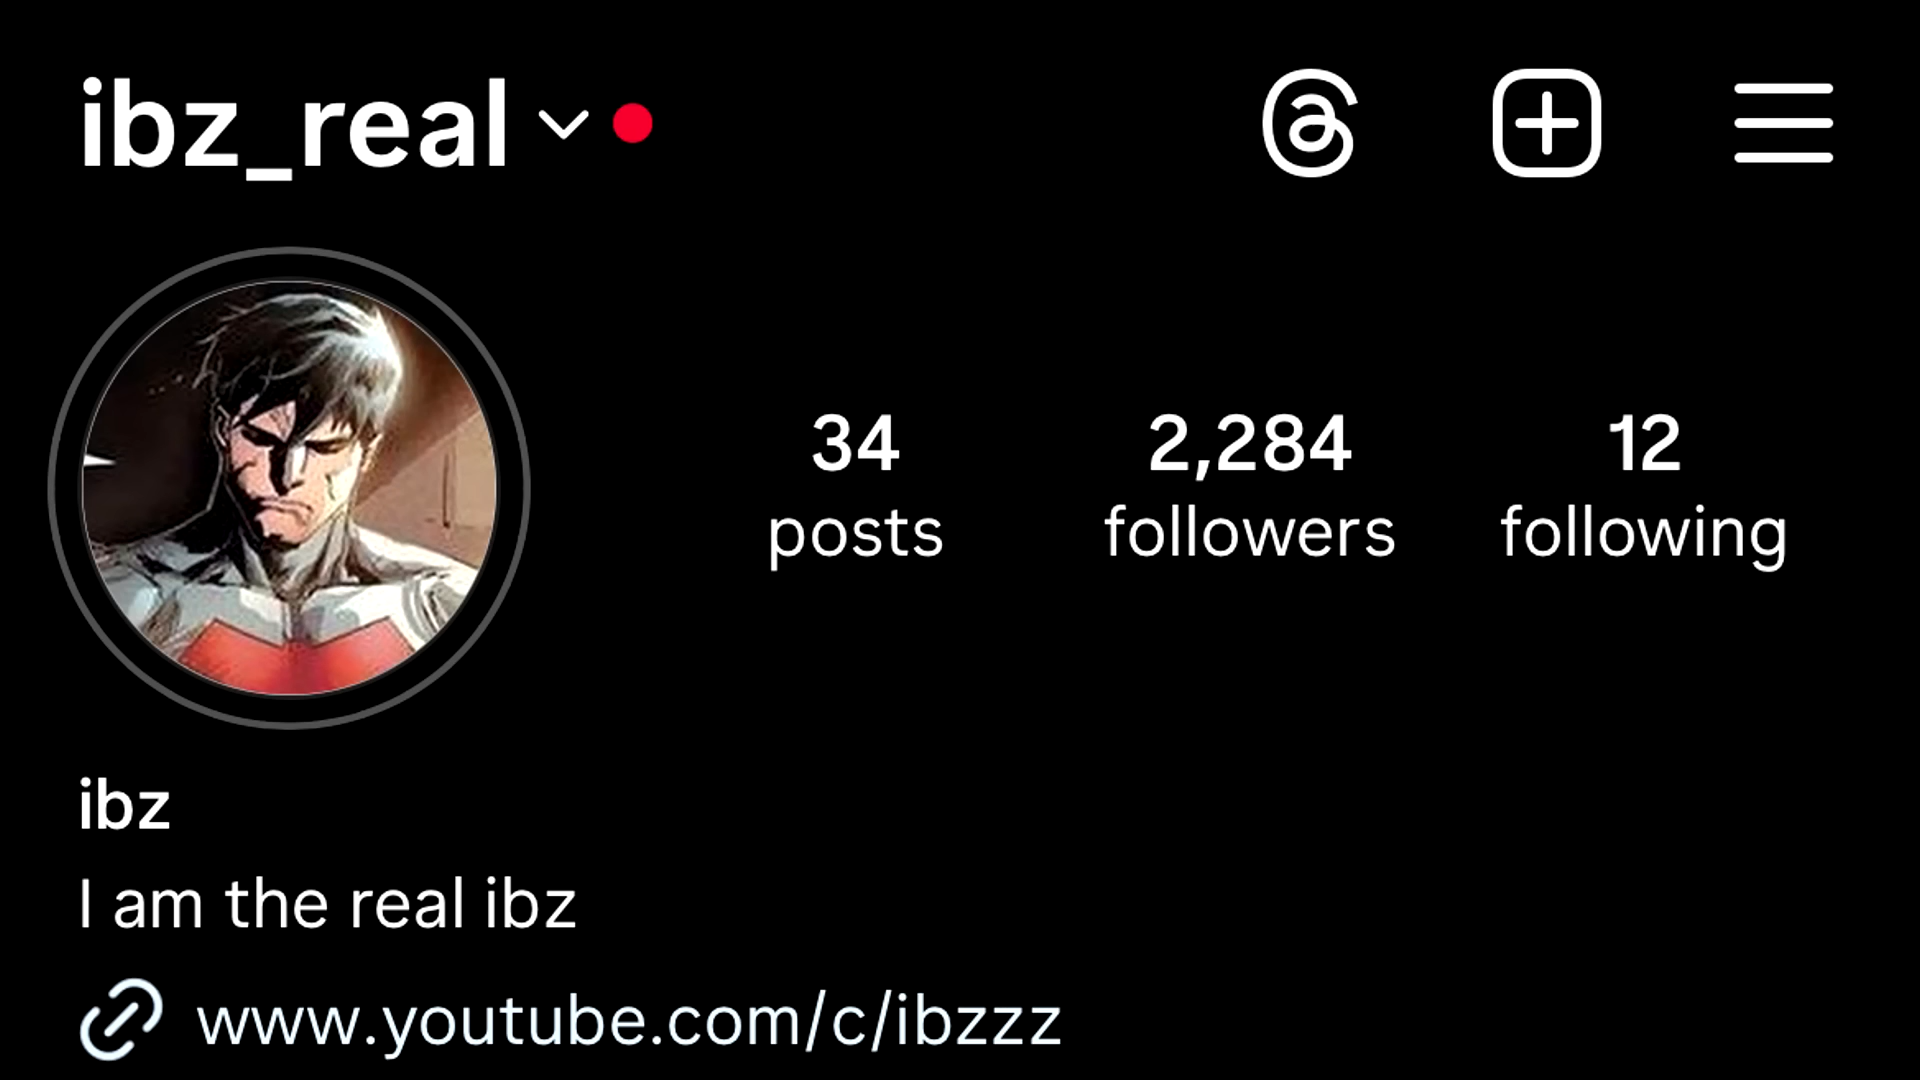 ibz_real
34 2,284 12
posts followers following
ibz
I am the real ibz
www.youtube.com/c/ibzzz